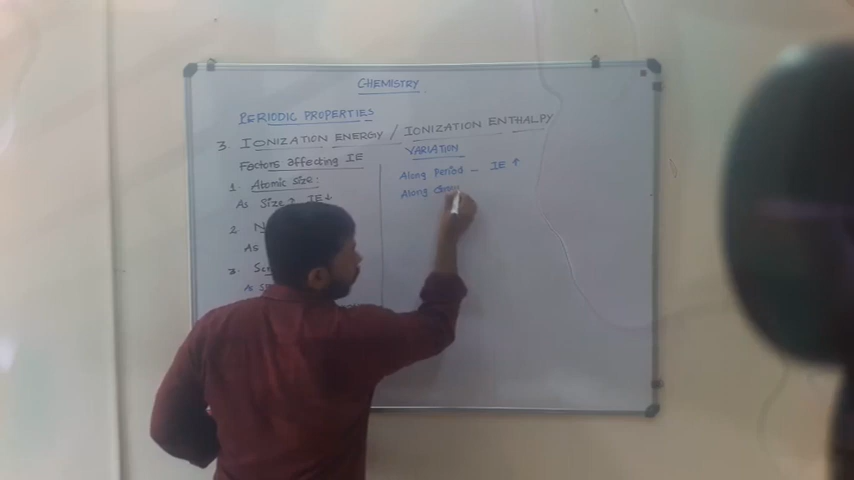 CHEMISTRY
PERIODIC PROPERTIES
3. IONIZATION ENERGY / IONIZATION ENTHALPY
Factors affecting IE
1. Atomic Size:
As Size ↑ IE↓
2. N
As
3. S
As
VARIATION
Along Period - IE ↑
Along